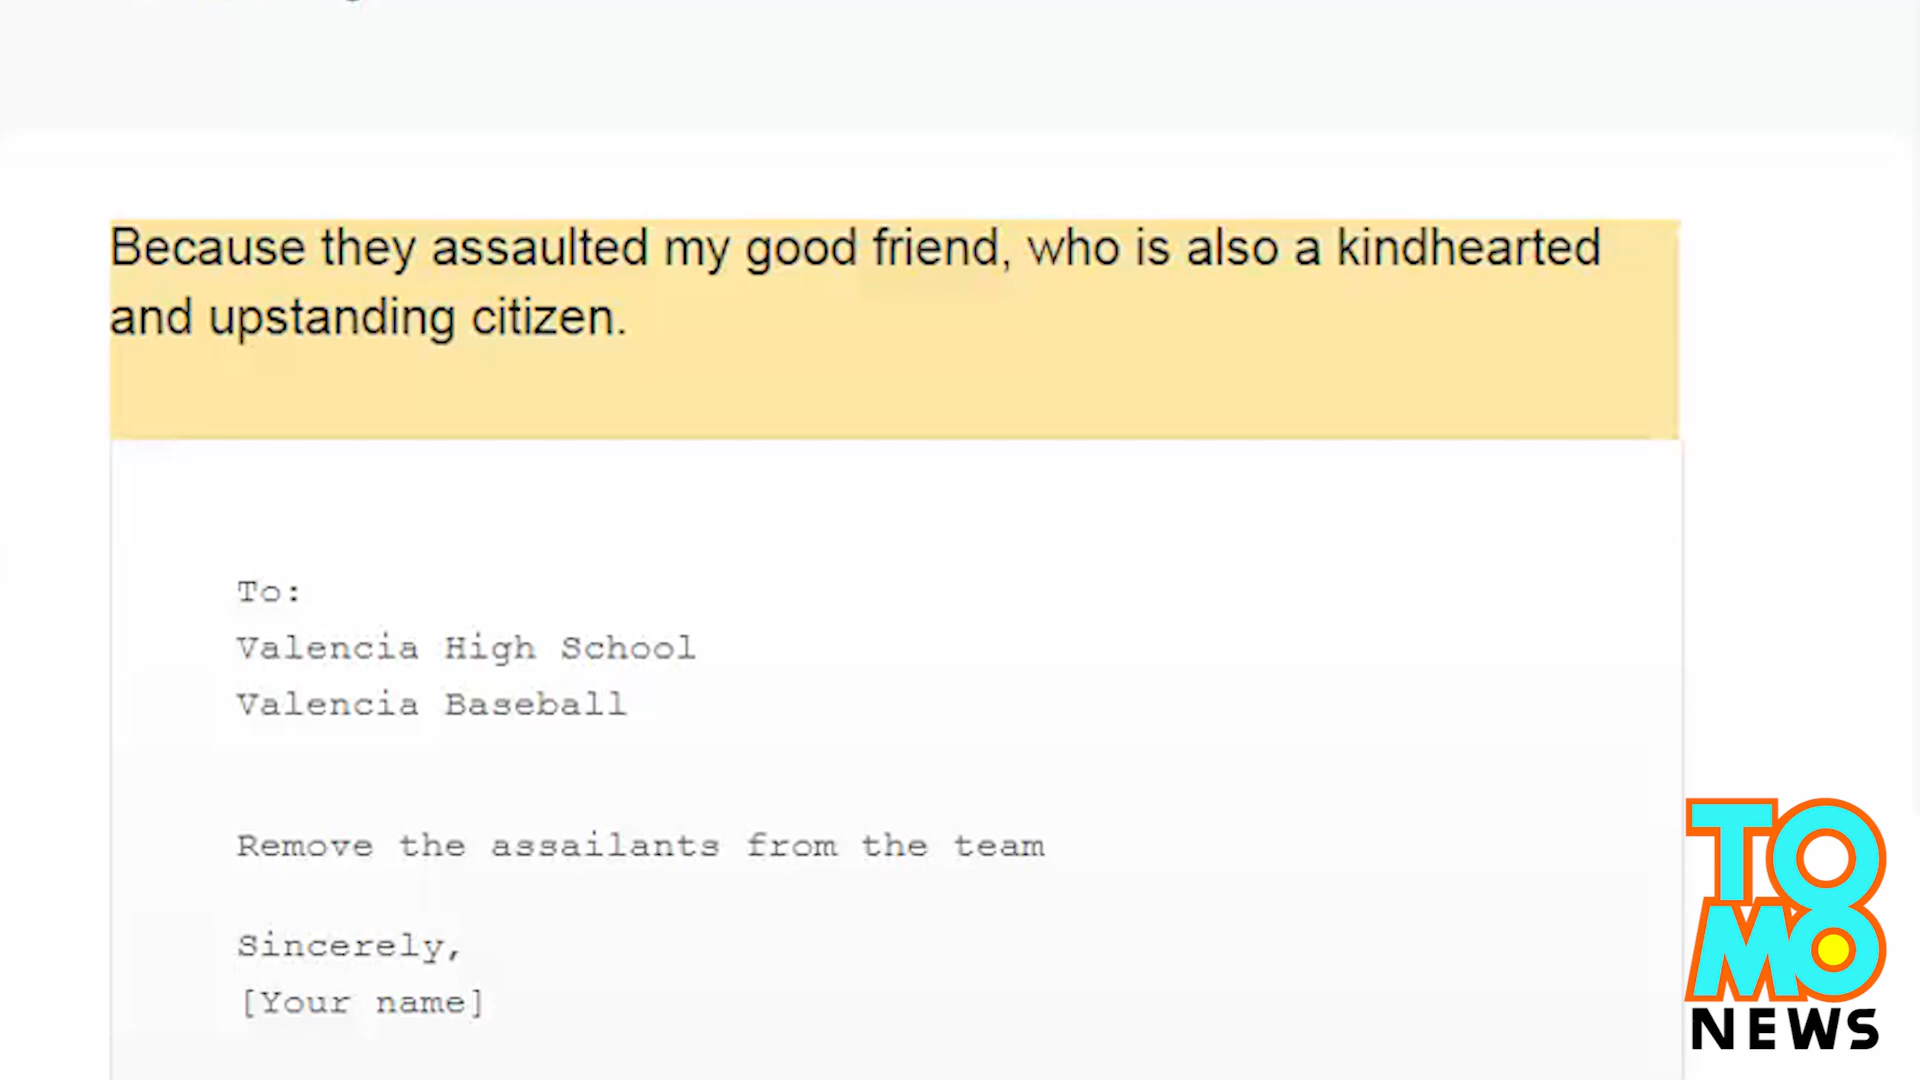 Because they assaulted my good friend, who is also a kindhearted
and upstanding citizen.
To:
Valencia High School
Valencia Baseball
Remove the assailants from the team
Sincerely,
[Your name]
TOMO
NEWS